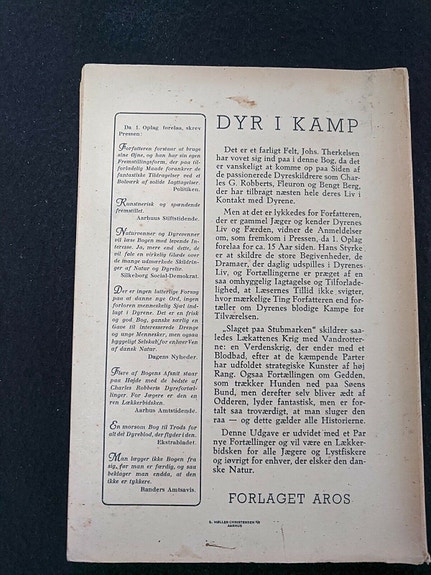 Da 1. Oplag forelaa, skrev
Pressen:
Forfatteren forstaar at bruge
sine Øjne, og han har sin egen
Fremstillingsform, der paa til-
forladelig Maade foranker de
fantastiske Tildragelser ved et
Bolværk af solide Iagttagelser.
Politiken.
Kunstnerisk og spændende
fremstillet.
Aarhus Stiftstidende.
Naturvenner og Dyrevenner
vil læse Bogen med levende In-
teresse. Jo, mere end dette, de
vil føle en virkelig Glæde over
de mange udmærkede Skildrin-
ger af Natur og Dyreliv.
Silkeborg Social-Demokrat.
Der er ingen latterlige Forsøg
paa at danne nye Ord, ingen
forloren menneskelig Sjæl ind-
lagt i Dyrene. Det er en frisk
og god Bog, ganske særlig en
Gave til interesserede Drenge
og unge Mennesker, men ogsaa
hyggeligt Selskab for enhver Ven
af dansk Natur.
Dagens Nyheder.
Flere af Bogens Afsnit staar
paa Højde med de bedste af
Charles Robberts Dyrefortæl-
linger. For Jægere er den en
ren Lækkerbidsken.
Aarhus Amtstidende.
En morsom Bog til Trods for
alt det Dyreblod, der flyder i den.
Ekstrabladet.
Man lægger ikke Bogen fra
sig, før man er færdig, og saa
beklager man endda, at den
ikke er tykkere.
Randers Amtsavis.
DYR I KAMP
Det er et farligt Felt, Johs. Therkelsen
har vovet sig ind paa i denne Bog, da det
er vanskeligt at komme op paa Siden af
de passionerede Dyreskildrere som Char-
les G. Robberts, Fleuron og Bengt Berg,
der har tilbragt næsten hele deres Liv i
Kontakt med Dyrene.
Men at det er lykkedes for Forfatteren,
der er gammel Jæger og kender Dyrenes
Liv og Færden, vidner de Anmeldelser
om, som fremkom i Pressen, da 1. Oplag
forelaa for ca. 15 Aar siden. Hans Styrke
er at skildre de store Begivenheder, de
Dramaer, der daglig udspilles i Dyrenes
Liv, og Fortællingerne er præget af en
saa omhyggelig Iagttagelse og Tilforlade-
lighed, at Læsernes Tillid ikke svigter,
hvor mærkelige Ting Forfatteren end for-
tæller om Dyrenes blodige Kampe for
Tilværelsen.
„Slaget paa Stubmarken" skildrer saa-
ledes Lækattenes Krig med Vandrotter-
ne: en Verdenskrig, der ender med et
Blodbad, efter at de kæmpende Parter
har udfoldet strategiske Kunster af høj
Rang. Ogsaa Fortællingen om Gedden,
som trækker Hunden ned paa Søens
Bund, men derefter selv bliver ædt af
Odderen, lyder fantastisk, men er for-
talt saa troværdigt, at man sluger den
raa — og dette gælder alle Historierne.
Denne Udgave er udvidet med et Par
nye Fortællinger og vil være en Lækker-
bidsken for alle Jægere og Lystfiskere
og iøvrigt for enhver, der elsker den dan-
ske Natur.
FORLAGET AROS
AARHUS